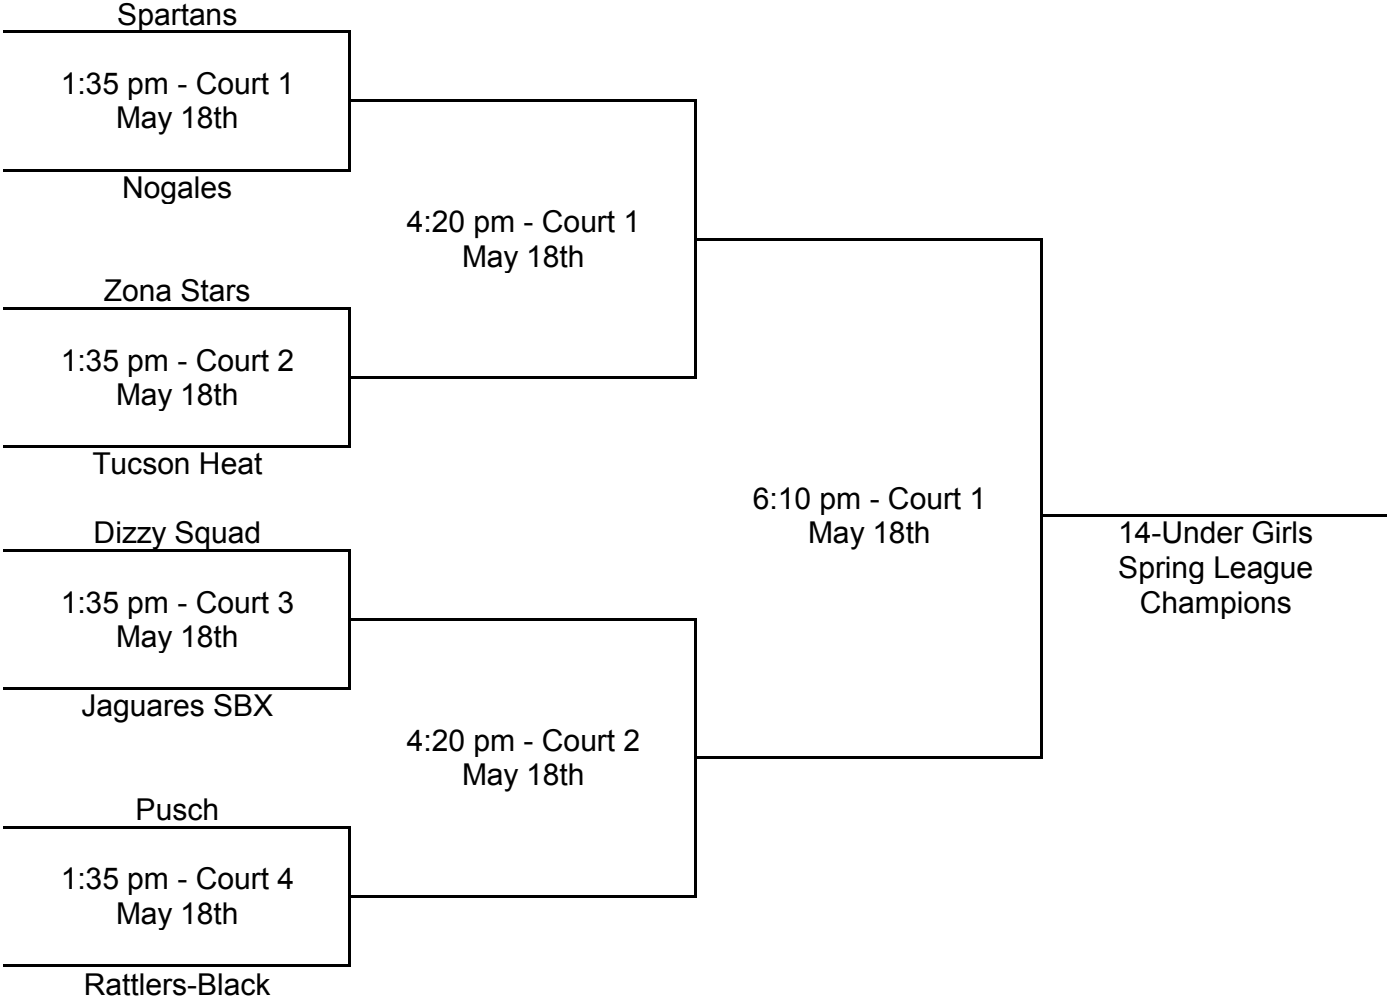 Spartans
1:35 pm - Court 1
May 18th
Nogales
4:20 pm - Court 1
May 18th
Zona Stars
1:35 pm - Court 2
May 18th
Tucson Heat
6:10 pm - Court 1
May 18th
14-Under Girls
Spring League
Champions
Dizzy Squad
1:35 pm - Court 3
May 18th
Jaguares SBX
4:20 pm - Court 2
May 18th
Pusch
1:35 pm - Court 4
May 18th
Rattlers-Black